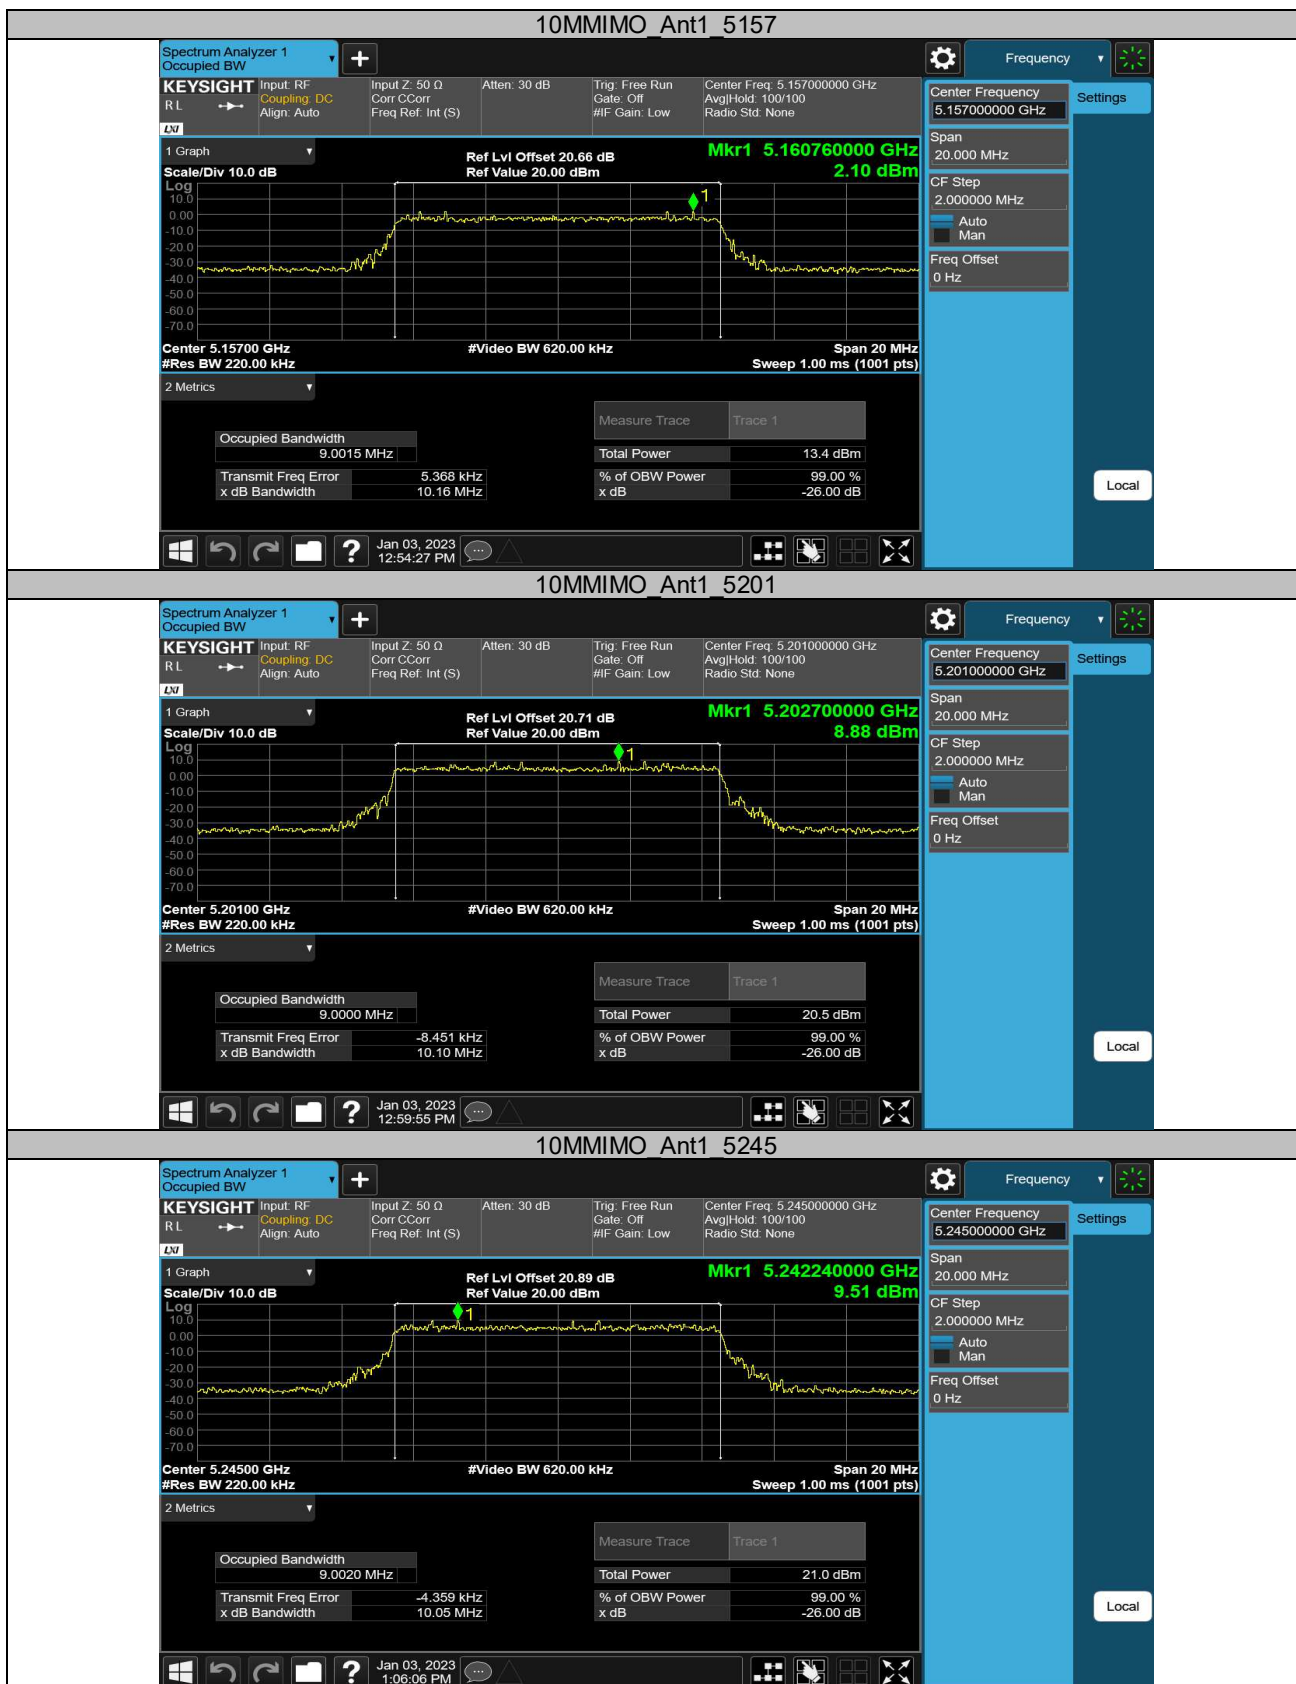 10MMIMO_Ant1_5157
Spectrum Analyzer 1
Occupied BW
Frequency
KEYSIGHT
R L
LXI
Input: RF
Coupling: DC
Align: Auto
Input Z: 50 Ω
Corr CCorr
Freq Ref: Int (S)
Atten: 30 dB
Trig: Free Run
Gate: Off
#IF Gain: Low
Center Freq: 5.157000000 GHz
Avg|Hold: 100/100
Radio Std: None
Center Frequency
5.157000000 GHz
Settings
Span
20.000 MHz
CF Step
2.000000 MHz
Auto
Man
Freq Offset
0 Hz
Local
1 Graph
Scale/Div 10.0 dB
Ref Lvl Offset 20.66 dB
Ref Value 20.00 dBm
Mkr1 5.160760000 GHz
2.10 dBm
Log
10.0
0.00
-10.0
-20.0
-30.0
-40.0
-50.0
-60.0
-70.0
1
Center 5.15700 GHz
#Video BW 620.00 kHz
Span 20 MHz
#Res BW 220.00 kHz
Sweep 1.00 ms (1001 pts)
2 Metrics
Measure Trace Trace 1
Occupied Bandwidth
9.0015 MHz
Total Power 13.4 dBm
Transmit Freq Error 5.368 kHz
% of OBW Power 99.00 %
x dB Bandwidth 10.16 MHz
x dB -26.00 dB
?
Jan 03, 2023
12:54:27 PM
10MMIMO_Ant1_5201
Spectrum Analyzer 1
Occupied BW
Frequency
KEYSIGHT
R L
LXI
Input: RF
Coupling: DC
Align: Auto
Input Z: 50 Ω
Corr CCorr
Freq Ref: Int (S)
Atten: 30 dB
Trig: Free Run
Gate: Off
#IF Gain: Low
Center Freq: 5.201000000 GHz
Avg|Hold: 100/100
Radio Std: None
Center Frequency
5.201000000 GHz
Settings
Span
20.000 MHz
CF Step
2.000000 MHz
Auto
Man
Freq Offset
0 Hz
Local
1 Graph
Scale/Div 10.0 dB
Ref Lvl Offset 20.71 dB
Ref Value 20.00 dBm
Mkr1 5.202700000 GHz
8.88 dBm
Log
10.0
0.00
-10.0
-20.0
-30.0
-40.0
-50.0
-60.0
-70.0
1
Center 5.20100 GHz
#Video BW 620.00 kHz
Span 20 MHz
#Res BW 220.00 kHz
Sweep 1.00 ms (1001 pts)
2 Metrics
Measure Trace Trace 1
Occupied Bandwidth
9.0000 MHz
Total Power 20.5 dBm
Transmit Freq Error -8.451 kHz
% of OBW Power 99.00 %
x dB Bandwidth 10.10 MHz
x dB -26.00 dB
?
Jan 03, 2023
12:59:55 PM
10MMIMO_Ant1_5245
Spectrum Analyzer 1
Occupied BW
Frequency
KEYSIGHT
R L
LXI
Input: RF
Coupling: DC
Align: Auto
Input Z: 50 Ω
Corr CCorr
Freq Ref: Int (S)
Atten: 30 dB
Trig: Free Run
Gate: Off
#IF Gain: Low
Center Freq: 5.245000000 GHz
Avg|Hold: 100/100
Radio Std: None
Center Frequency
5.245000000 GHz
Settings
Span
20.000 MHz
CF Step
2.000000 MHz
Auto
Man
Freq Offset
0 Hz
Local
1 Graph
Scale/Div 10.0 dB
Ref Lvl Offset 20.89 dB
Ref Value 20.00 dBm
Mkr1 5.242240000 GHz
9.51 dBm
Log
10.0
0.00
-10.0
-20.0
-30.0
-40.0
-50.0
-60.0
-70.0
1
Center 5.24500 GHz
#Video BW 620.00 kHz
Span 20 MHz
#Res BW 220.00 kHz
Sweep 1.00 ms (1001 pts)
2 Metrics
Measure Trace Trace 1
Occupied Bandwidth
9.0020 MHz
Total Power 21.0 dBm
Transmit Freq Error -4.359 kHz
% of OBW Power 99.00 %
x dB Bandwidth 10.05 MHz
x dB -26.00 dB
?
Jan 03, 2023
1:06:06 PM